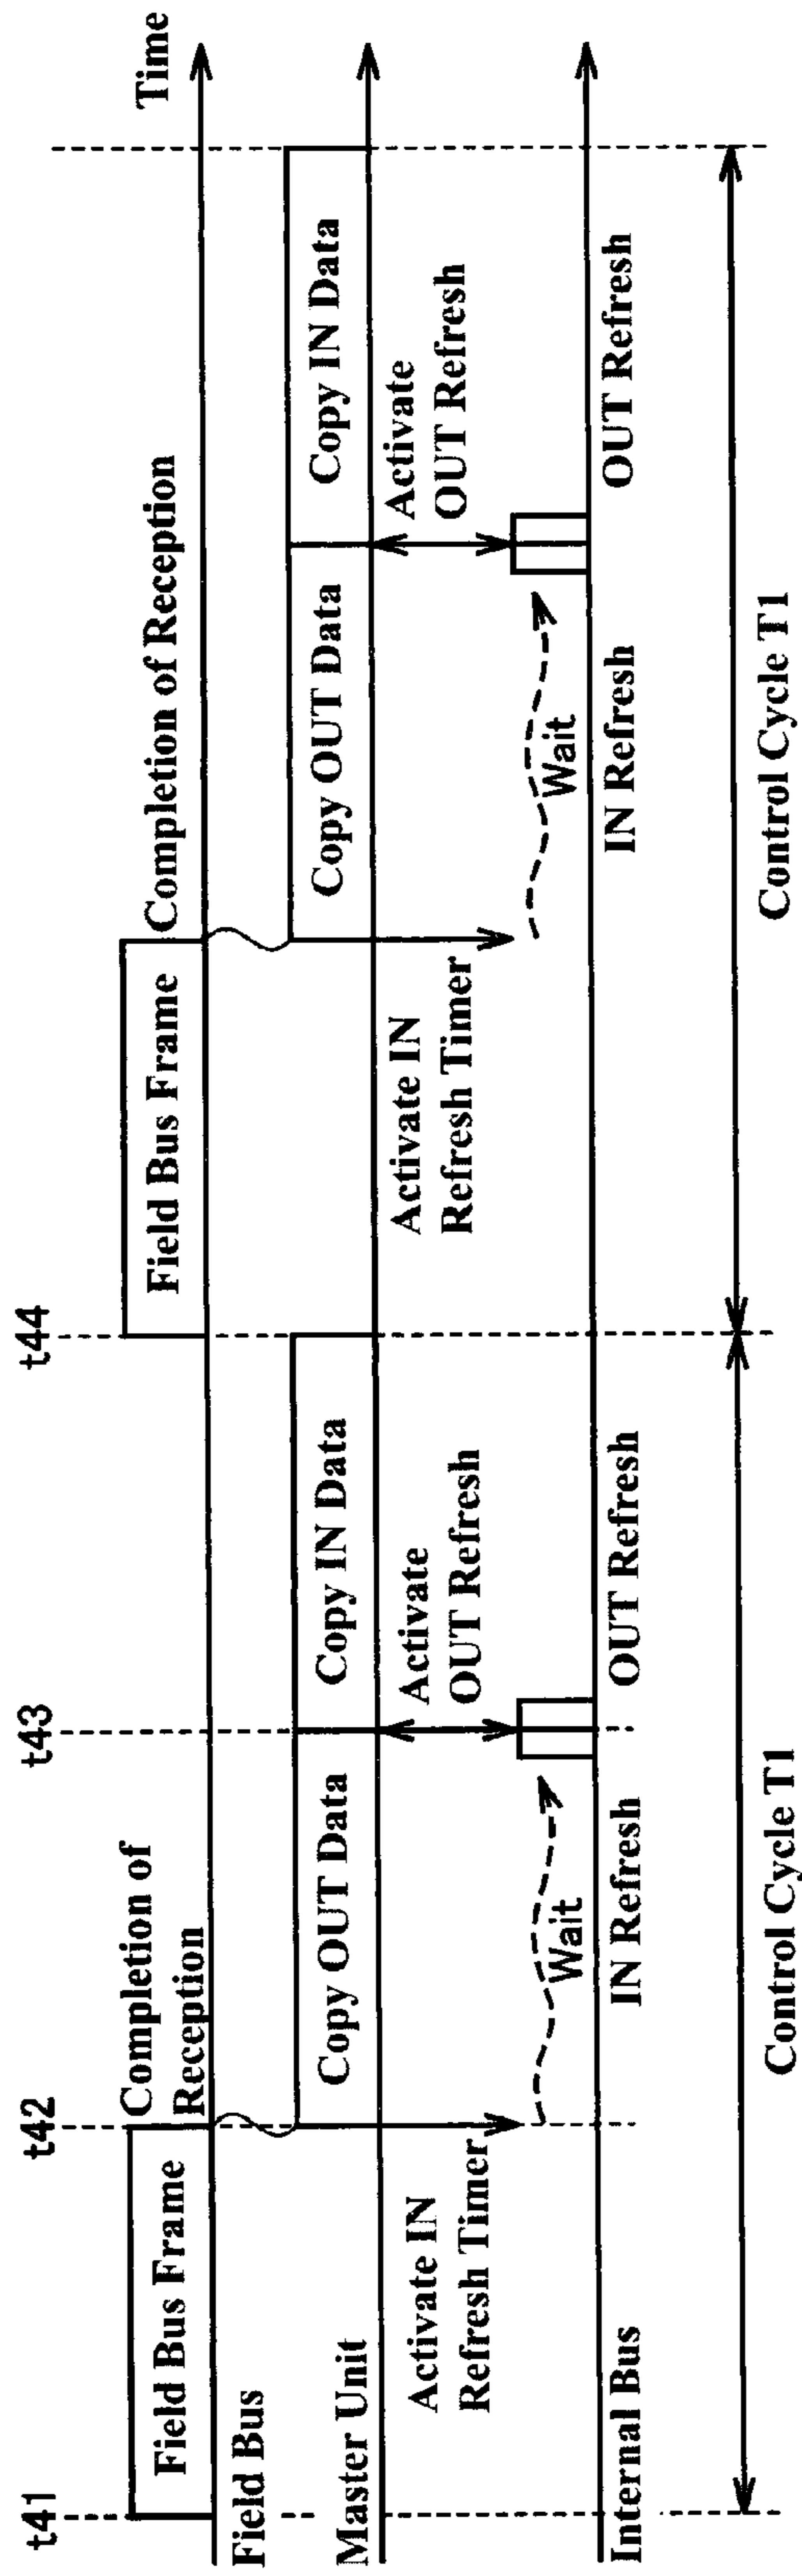 t41
t42
t43
t44
Time
Field Bus Frame
Completion of
Reception
Field Bus Frame
Completion of Reception
Field Bus
Copy OUT Data
Copy IN Data
Copy OUT Data
Copy IN Data
Master Unit
Activate IN
Refresh Timer
Activate
OUT Refresh
Activate IN
Refresh Timer
Activate
OUT Refresh
Wait
Wait
Internal Bus
IN Refresh
OUT Refresh
IN Refresh
OUT Refresh
Control Cycle T1
Control Cycle T1